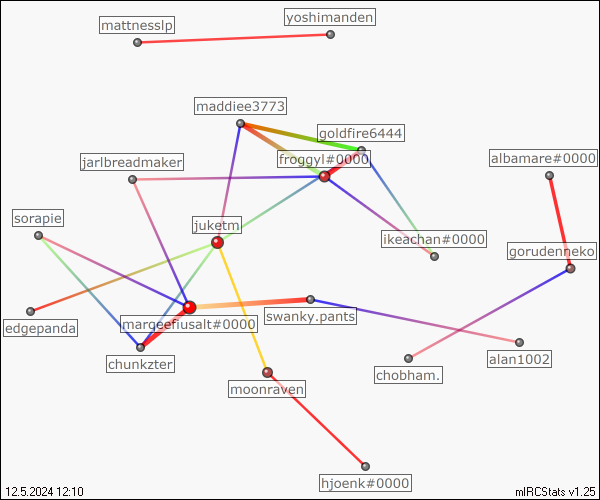 yoshimanden
mattnesslp
maddiee3773
goldfire6444
froggyl#0000
jarlbreadmaker
albamare#0000
sorapie
juketm
ikeachan#0000
gorudenneko
edgepanda
margeefiusalt#0000
swanky.pants
chunkzter
alan1002
chobham.
moonraven
hjoenk#0000
12.5.2024 12:10
mIRCStats v1.25